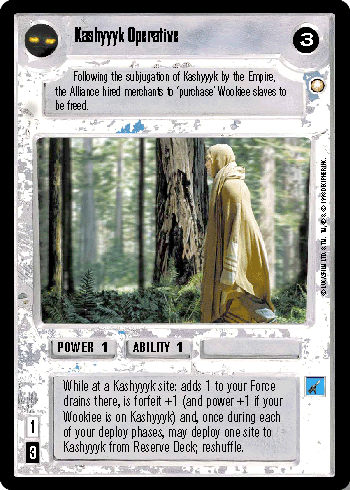 Kashyyyk Operative
3
Following the subjugation of Kashyyyk by the Empire,
the Alliance hired merchants to 'purchase' Wookiee slaves to
be freed.
POWER 1 ABILITY 1
While at a Kashyyyk site: adds 1 to your Force
drains there, is forfeit +1 (and power +1 if your
Wookiee is on Kashyyyk) and, once during each
of your deploy phases, may deploy one site to
Kashyyyk from Reserve Deck; reshuffle.
1
3